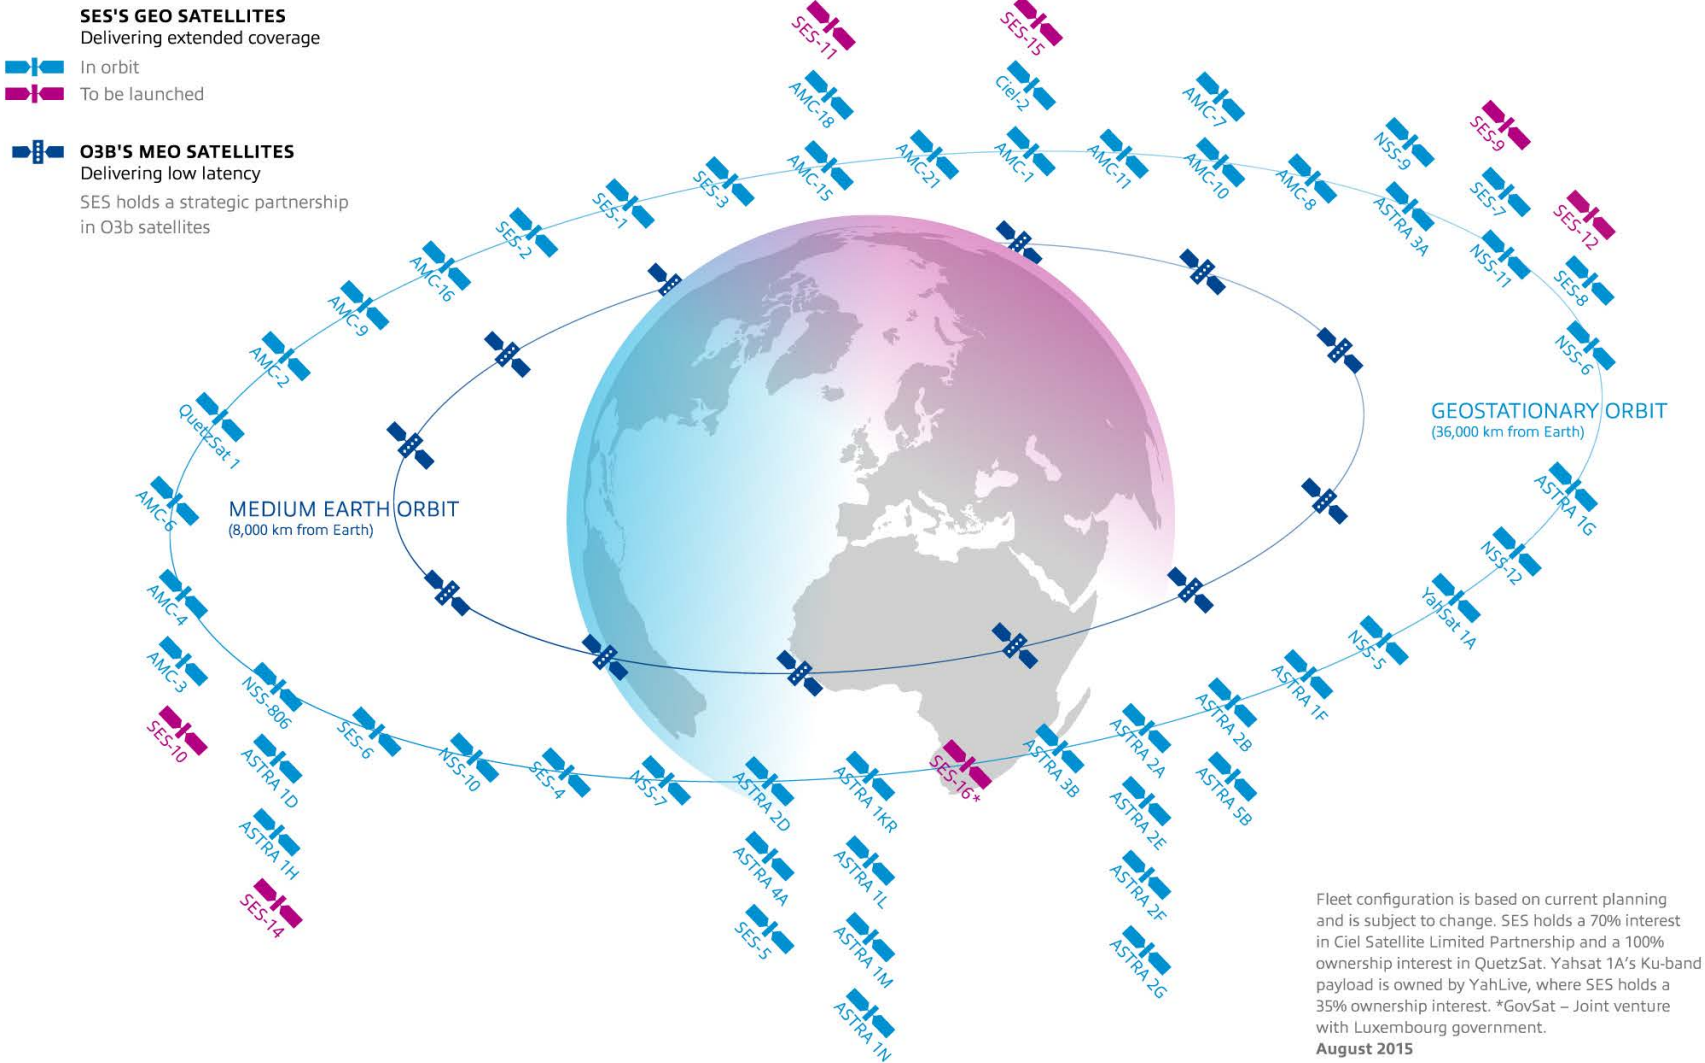 SES'S GEO SATELLITES
Delivering extended coverage
In orbit
To be launched
O3B'S MEO SATELLITES
Delivering low latency
SES holds a strategic partnership
in O3b satellites
SES-11
AMC-18
AMC-15
SES-15
Ciel-2
AMC-1
AMC-21
AMC-11
AMC-7
AMC-10
AMC-8
NSS-9
ASTRA 3A
SES-9
SES-7
NSS-11
SES-12
SES-8
NSS-6
SES-3
SES-1
SES-2
AMC-16
AMC-9
AMC-2
QuetzSat 1
AMC-6
GEOSTATIONARY ORBIT
(36,000 km from Earth)
MEDIUM EARTH ORBIT
(8,000 km from Earth)
ASTRA 1G
NSS-12
YahSat 1A
NSS-5
ASTRA 1F
AMC-4
AMC-3
SES-10
NSS-806
ASTRA 1D
ASTRA 1H
SES-14
SES-6
NSS-10
SES-4
NSS-7
ASTRA 2D
ASTRA 4A
SES-5
ASTRA 1KR
ASTRA 1L
ASTRA 1M
ASTRA 1N
SES-16*
ASTRA 3B
ASTRA 2A
ASTRA 2E
ASTRA 2F
ASTRA 2G
ASTRA 2B
ASTRA 5B
Fleet configuration is based on current planning
and is subject to change. SES holds a 70% interest
in Ciel Satellite Limited Partnership and a 100%
ownership interest in QuetzSat. Yahsat 1A's Ku-band
payload is owned by YahLive, where SES holds a
35% ownership interest. *GovSat – Joint venture
with Luxembourg government.
August 2015